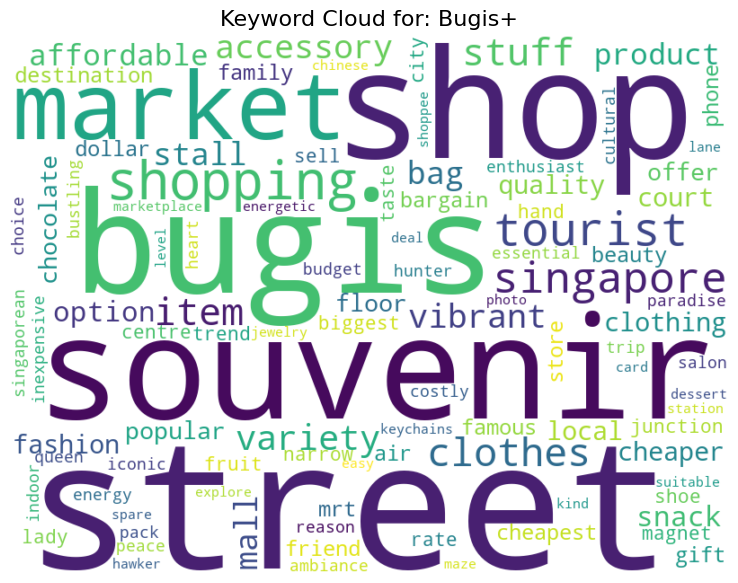 Keyword Cloud for: Bugis+
affordable
accessory
chinese
city
stuff
product
destination
family
market
shop
shoppee
cultural
phone
lane
dollar
stall
sell
bustling
chocolate
choice
shopping
marketplace
energetic
taste
bag
enthusiast
quality
offer
bargain
hand
court
bugis
level
heart
tourist
essential
beauty
deal
budget
hunter
singapore
singaporean
inexpensive
option
item
floor
photo
paradise
centre
trend
jewelry
biggest
vibrant
clothing
store
trip
card
salon
souvenir
costly
dessert
station
fashion
popular
variety
keychains
famous
local
junction
queen
iconic
fruit
narrow
air
clothes
cheaper
easy
indoor
energy
explore
street
suitable
shoe
kind
spare
pack
mall
mrt
reason
snack
lady
peace
friend
rate
cheapest
magnet
hawker
ambiance
maze
gift